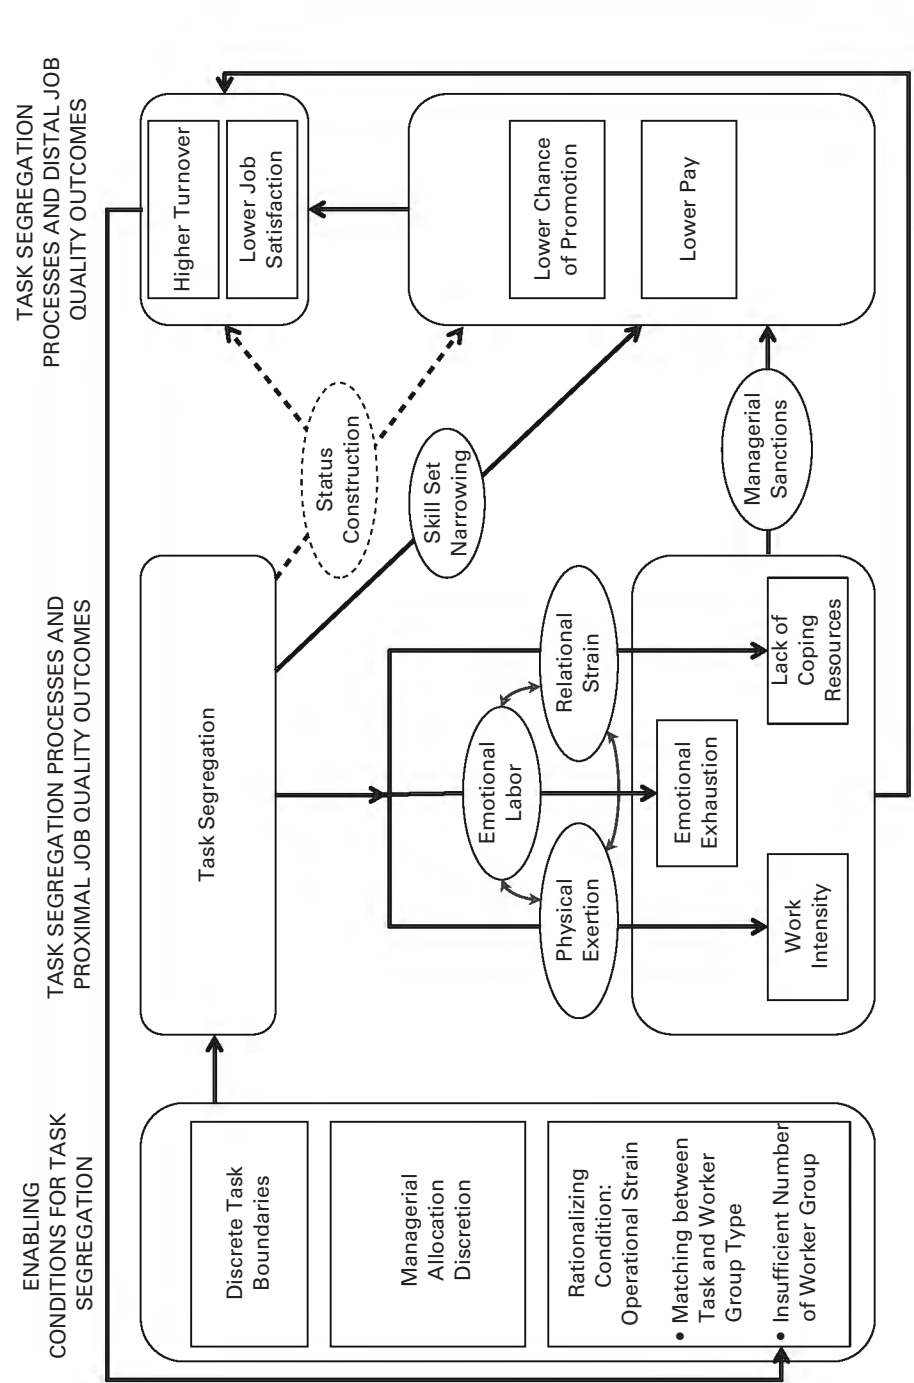 ENABLING
CONDITIONS FOR TASK
SEGREGATION
Discrete Task
Boundaries
Managerial
Allocation
Discretion
Rationalizing
Condition:
Operational Strain
• Matching between
Task and Worker
Group Type
• Insufficient Number
of Worker Group
TASK SEGREGATION PROCESSES AND
PROXIMAL JOB QUALITY OUTCOMES
Task Segregation
Physical
Exertion
Emotional
Labor
Relational
Strain
Work
Intensity
Emotional
Exhaustion
Lack of
Coping
Resources
Status
Construction
Skill Set
Narrowing
Managerial
Sanctions
TASK SEGREGATION
PROCESSES AND DISTAL JOB
QUALITY OUTCOMES
Higher Turnover
Lower Job
Satisfaction
Lower Chance
of Promotion
Lower Pay